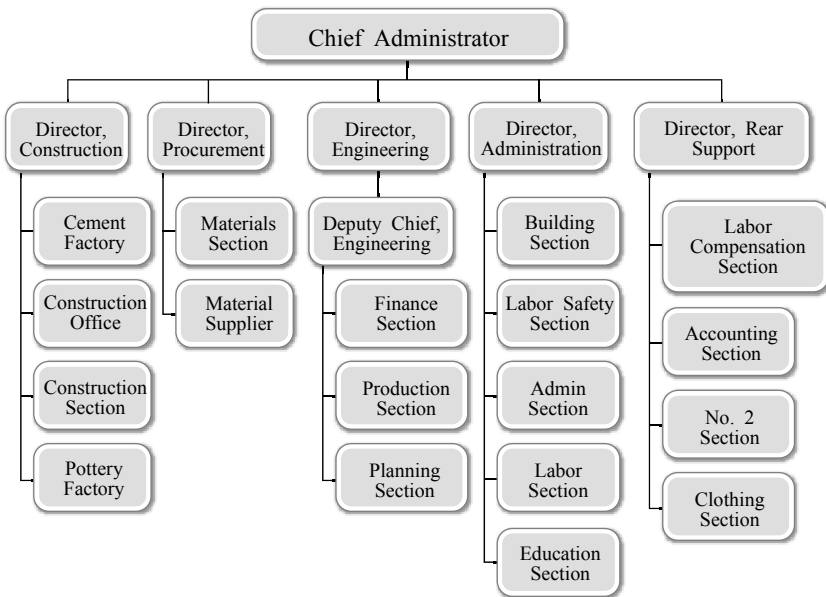 Chief Administrator
Director,
Construction
Director,
Procurement
Director,
Engineering
Director,
Administration
Director, Rear
Support
Cement
Factory
Construction
Office
Construction
Section
Pottery
Factory
Materials
Section
Material
Supplier
Deputy Chief,
Engineering
Finance
Section
Production
Section
Planning
Section
Building
Section
Labor Safety
Section
Admin
Section
Labor
Section
Education
Section
Labor
Compensation
Section
Accounting
Section
No. 2
Section
Clothing
Section